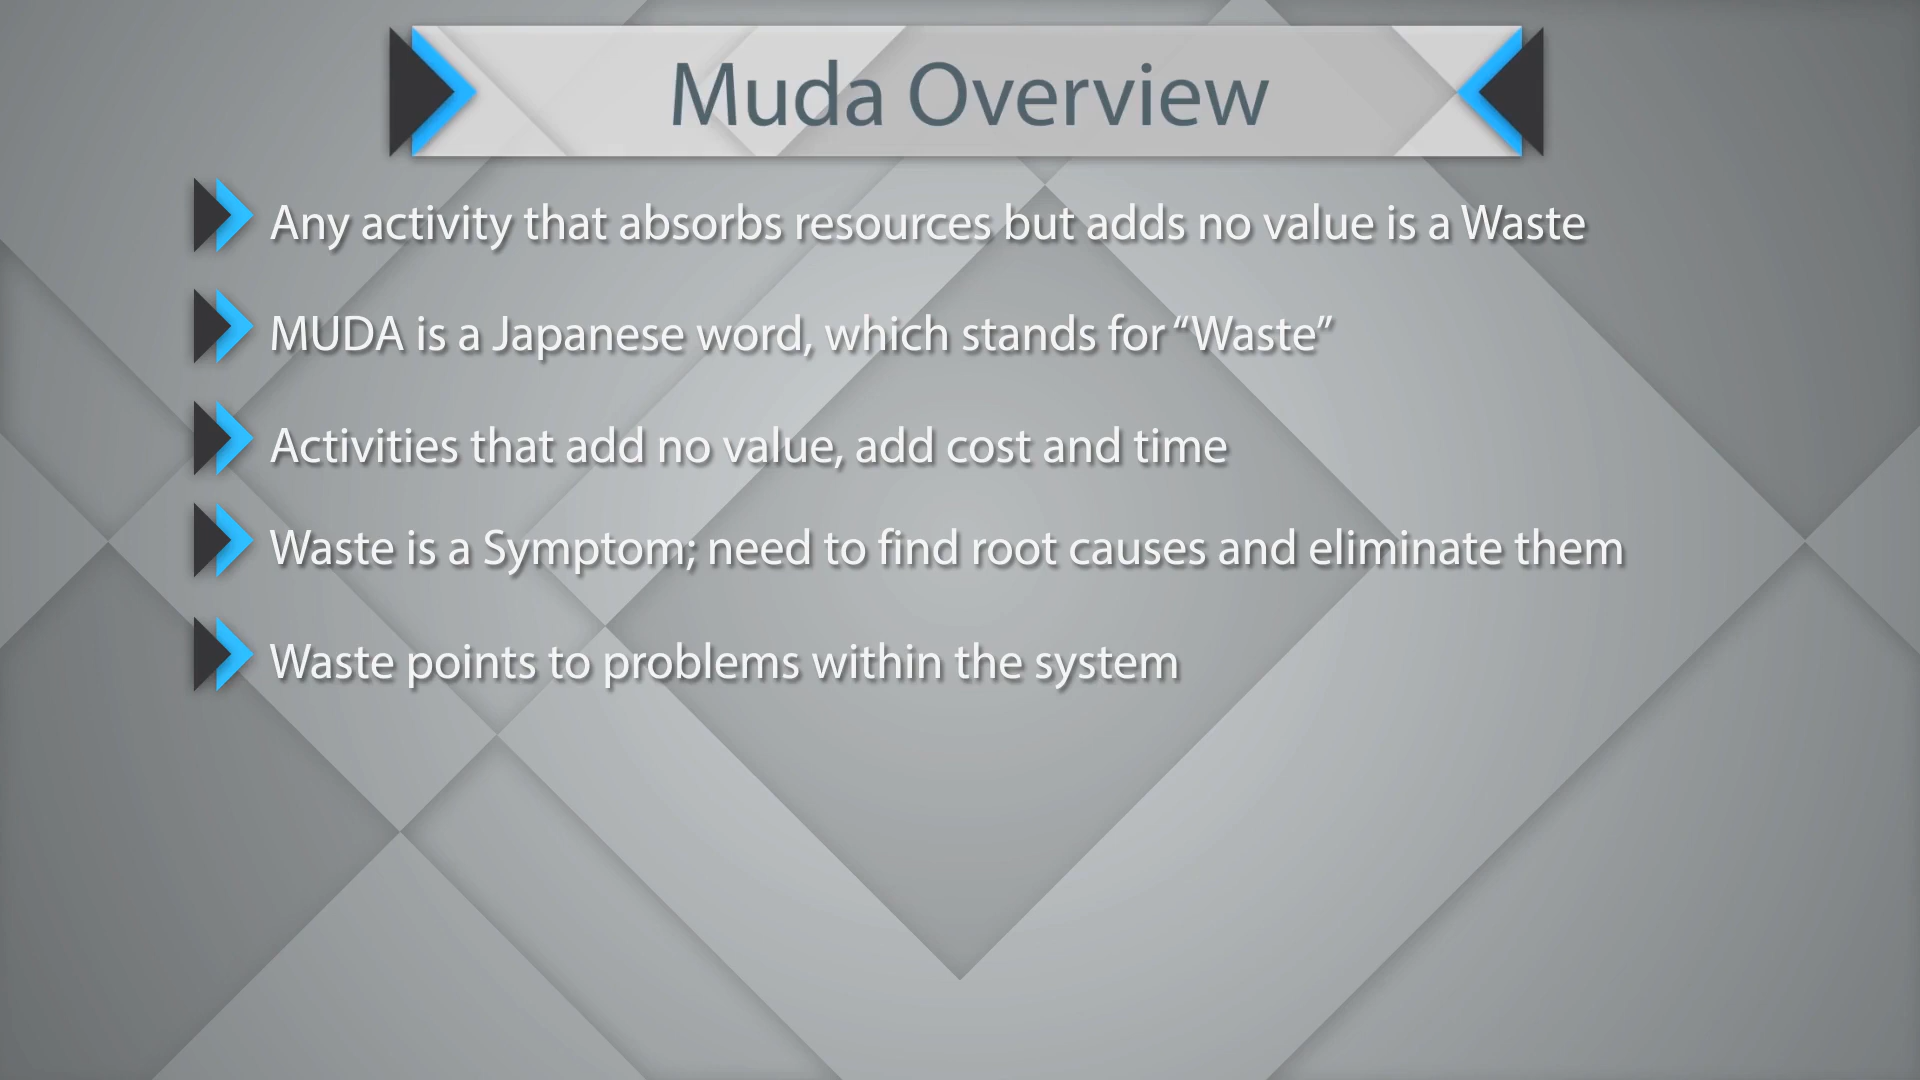 Muda Overview
Any activity that absorbs resources but adds no value is a Waste
MUDA is a Japanese word, which stands for “Waste”
Activities that add no value, add cost and time
Waste is a Symptom; need to find root causes and eliminate them
Waste points to problems within the system